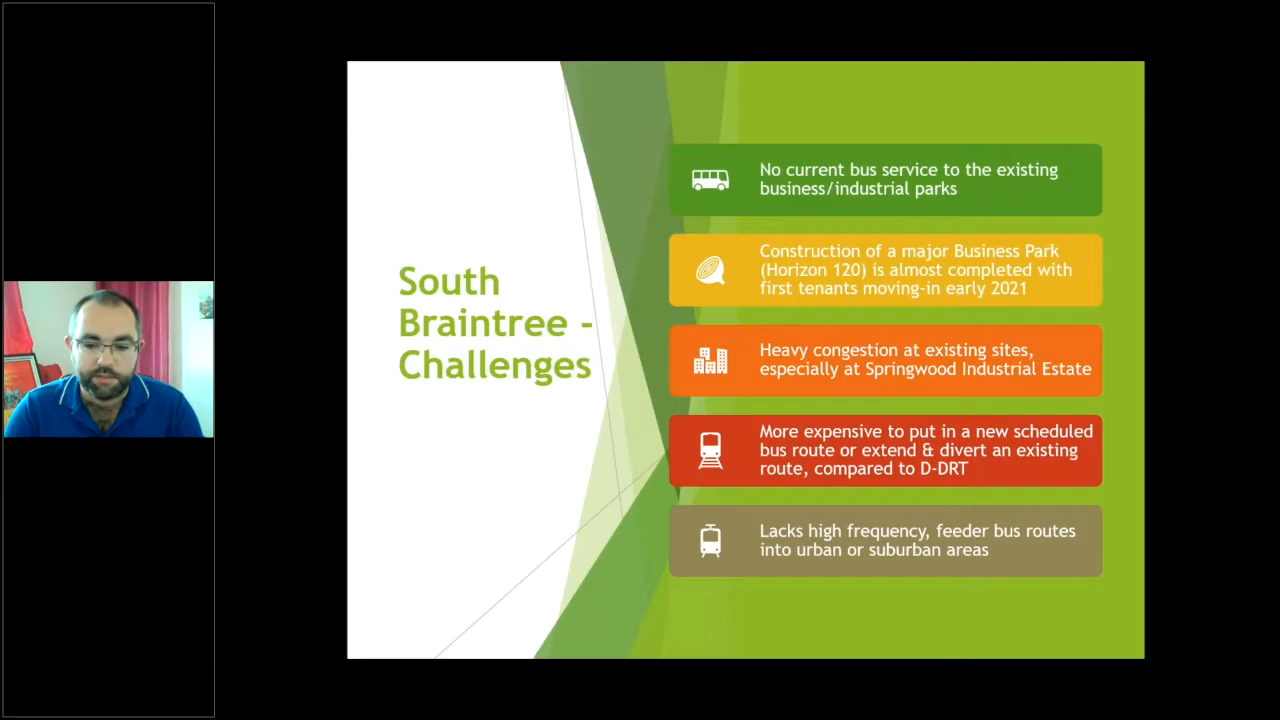 South
Braintree -
Challenges
No current bus service to the existing
business/industrial parks
Construction of a major Business Park
(Horizon 120) is almost completed with
first tenants moving-in early 2021
Heavy congestion at existing sites,
especially at Springwood Industrial Estate
More expensive to put in a new scheduled
bus route or extend & divert an existing
route, compared to D-DRT
Lacks high frequency, feeder bus routes
into urban or suburban areas